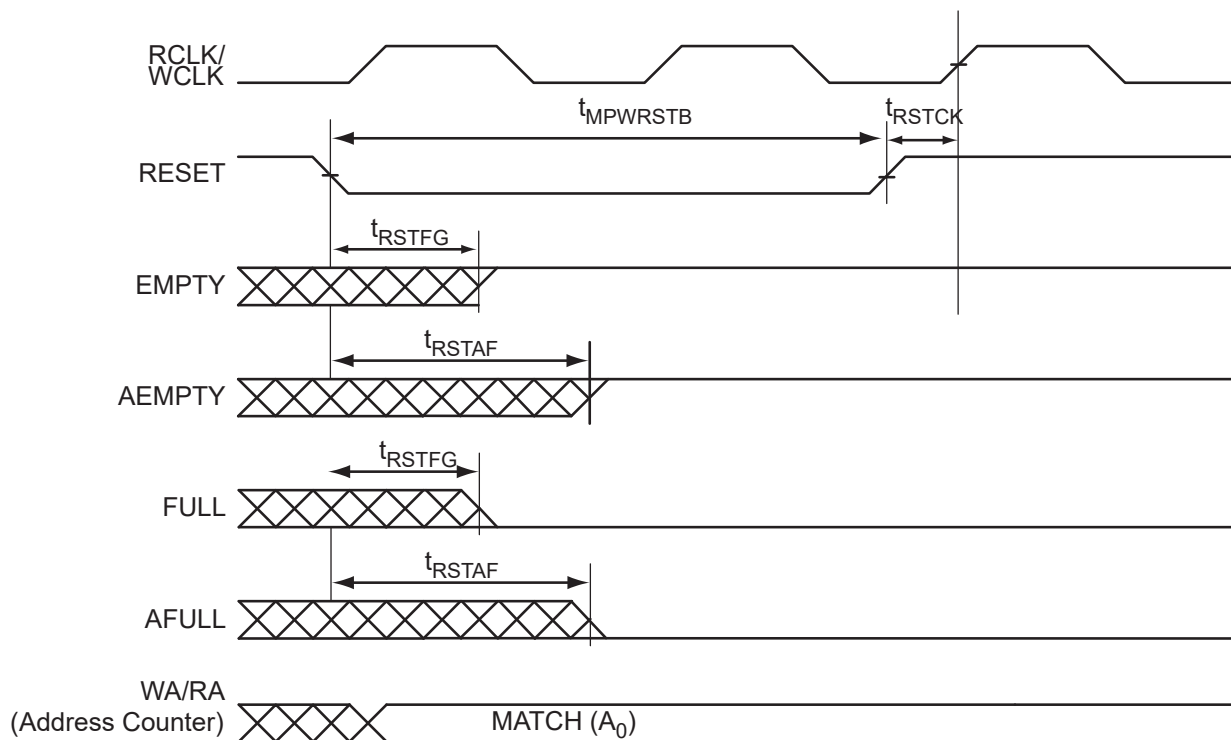 RCLK/
WCLK
tMPWRSTB
tRSTCK
RESET
tRSTFG
EMPTY
tRSTAF
AEMPTY
tRSTFG
FULL
tRSTAF
AFULL
WA/RA
(Address Counter)
MATCH (A0)